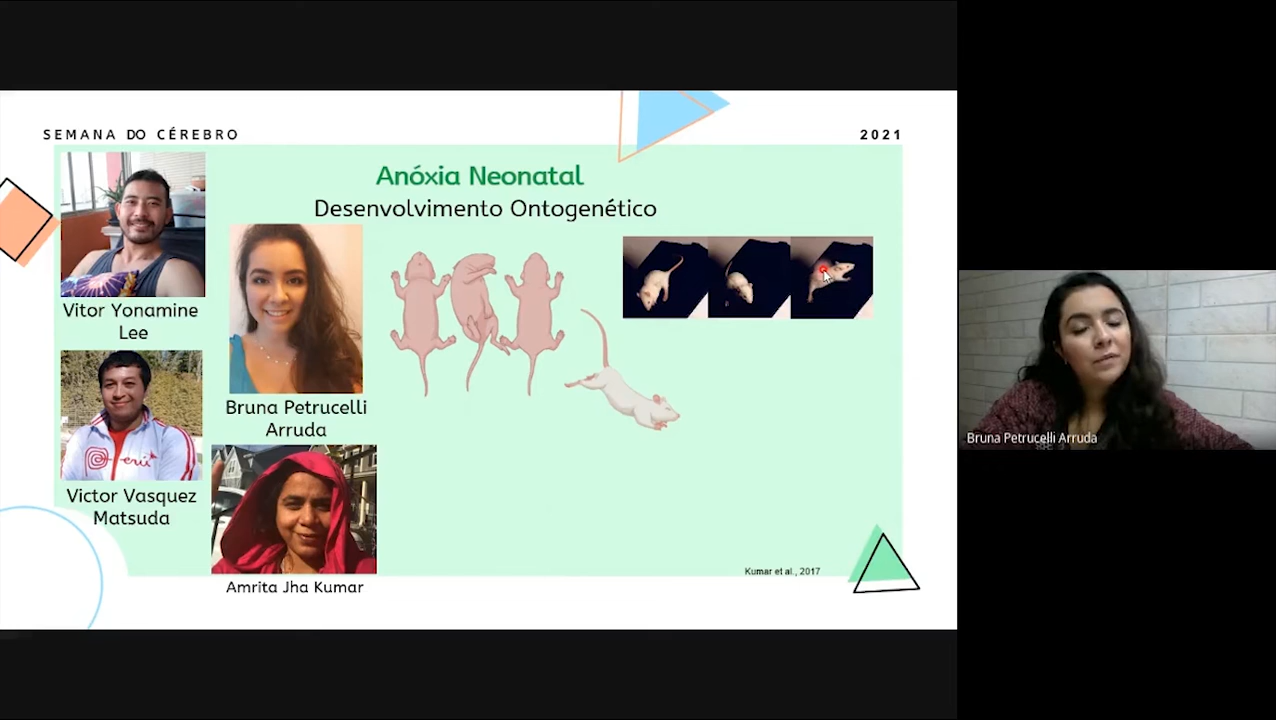 SEMANA DO CÉREBRO
2021
Anóxia Neonatal
Desenvolvimento Ontogenético
Vitor Yonamine
Lee
Bruna Petrucelli
Arruda
Perú
Victor Vasquez
Matsuda
Amrita Jha Kumar
Kumar et al., 2017
Bruna Petrucelli Arruda